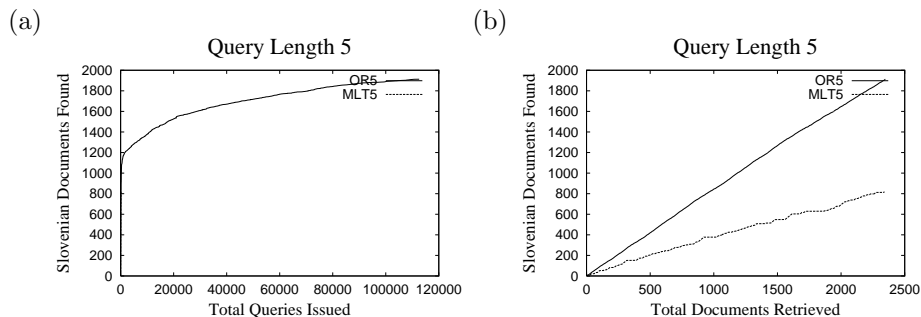 (a)
Query Length 5
2000
1800
1600
1400
1200
1000
800
600
400
200
0
Slovenian Documents Found
OR5
MLT5
0 20000 40000 60000 80000 100000 120000
Total Queries Issued
(b)
Query Length 5
2000
1800
1600
1400
1200
1000
800
600
400
200
0
Slovenian Documents Found
OR5
MLT5
0 500 1000 1500 2000 2500
Total Documents Retrieved